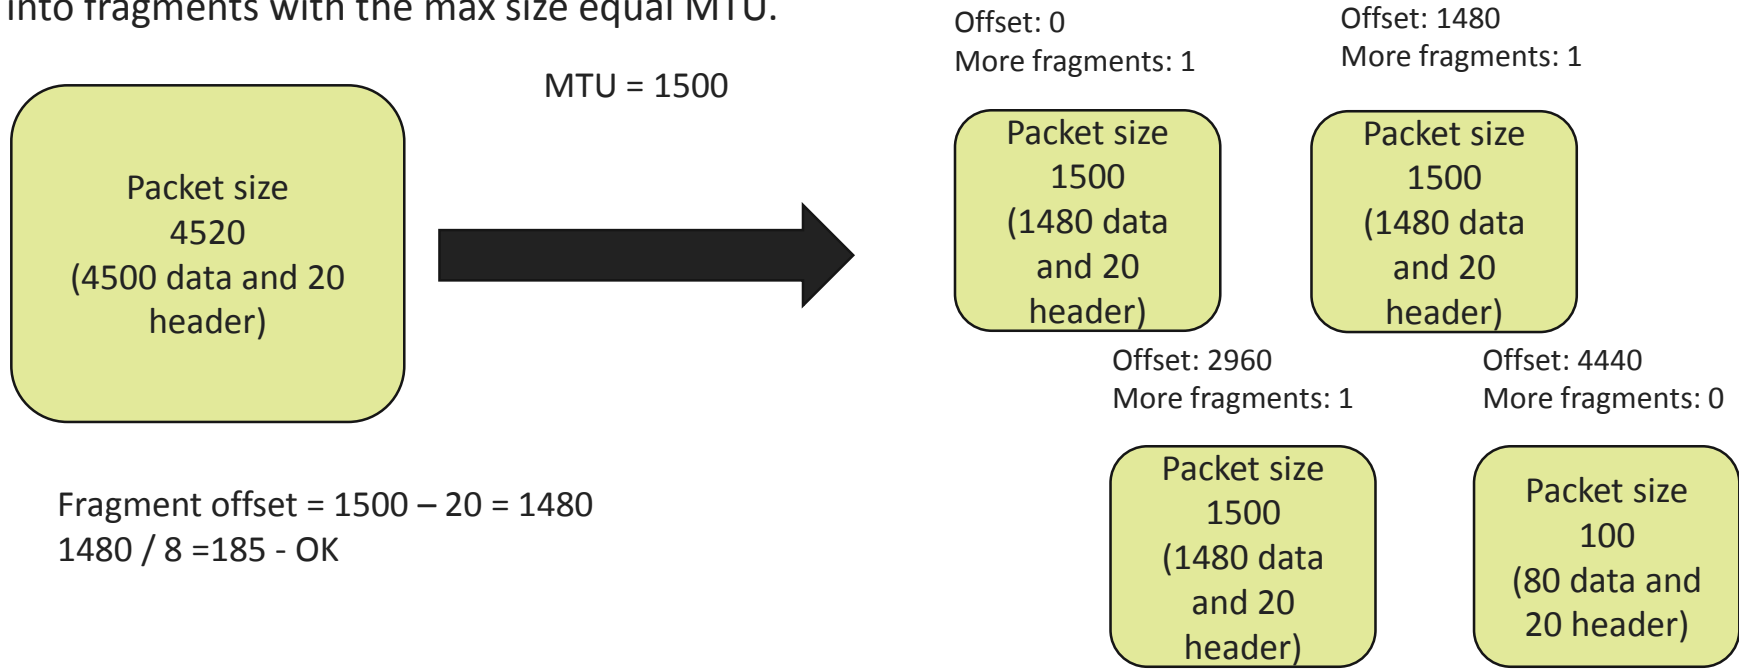 into fragments with the max size equal MTU.
MTU = 1500
Packet size
4520
(4500 data and 20
header)
Fragment offset = 1500 – 20 = 1480
1480 / 8 =185 - OK
Offset: 0
More fragments: 1
Packet size
1500
(1480 data
and 20
header)
Offset: 1480
More fragments: 1
Packet size
1500
(1480 data
and 20
header)
Offset: 2960
More fragments: 1
Packet size
1500
(1480 data
and 20
header)
Offset: 4440
More fragments: 0
Packet size
100
(80 data and
20 header)